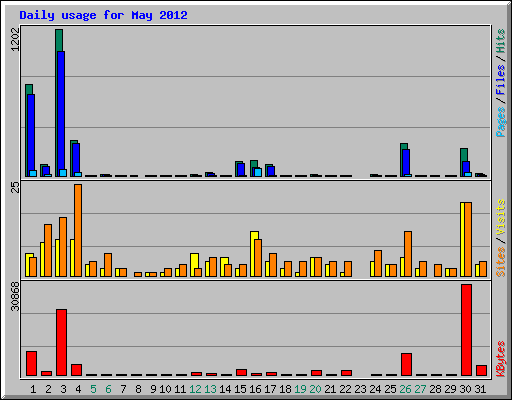 Daily usage for May 2012
1202
Pages / Files / Hits
25
Sites / Visits
30868
KBytes
1 2 3 4 5 6 7 8 9 10 11 12 13 14 15 16 17 18 19 20 21 22 23 24 25 26 27 28 29 30 31